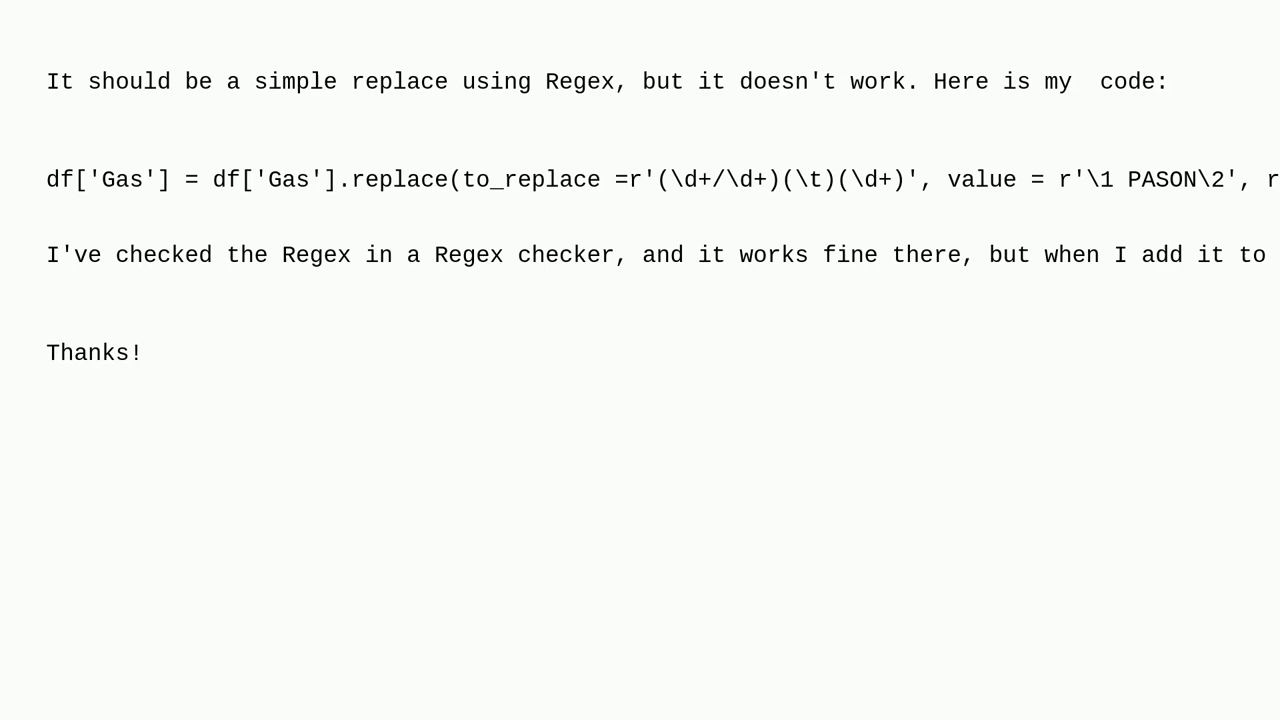 It should be a simple replace using Regex, but it doesn't work. Here is my  code:
df['Gas'] = df['Gas'].replace(to_replace =r'(\d+/\d+)(\t)(\d+)', value = r'\1 PASON\2', r
I've checked the Regex in a Regex checker, and it works fine there, but when I add it to
Thanks!